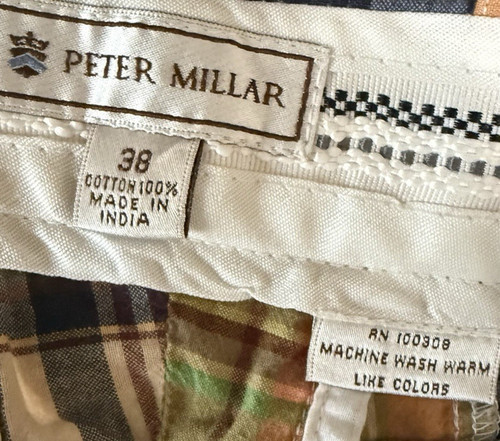 PETER MILLAR
38
COTTON 100%
MADE IN
INDIA
RN 100308
MACHINE WASH WARM
LIKE COLORS